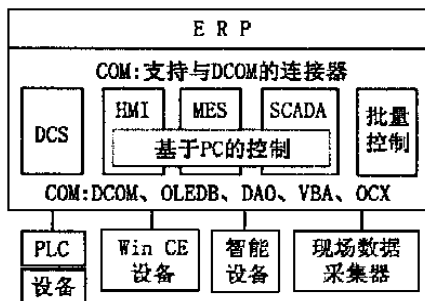 ERP
COM:支持与DCOM的连接器
DCS
HMI
MES
SCADA
基于PC的控制
批量
控制
COM:DCOM、OLEDB、DAO、VBA、OCX
PLC
设备
Win CE
设备
智能
设备
现场数据
采集器